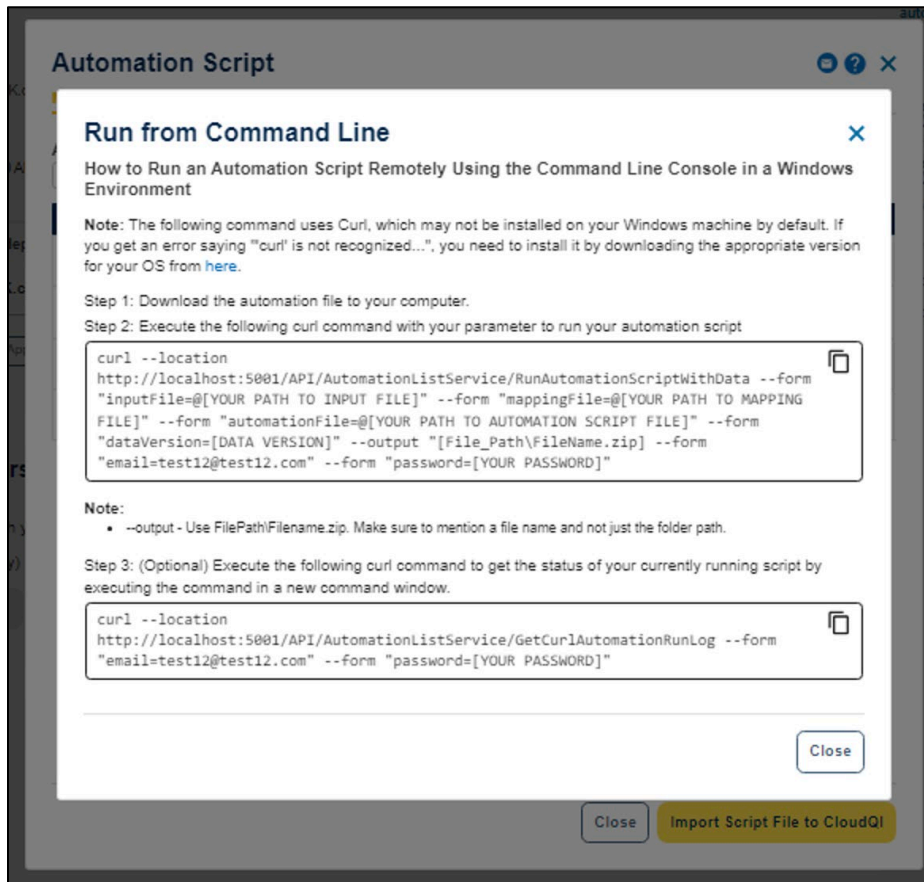 auto
Automation Script
Run from Command Line
How to Run an Automation Script Remotely Using the Command Line Console in a Windows
Environment
Note: The following command uses Curl, which may not be installed on your Windows machine by default. If
you get an error saying "curl' is not recognized...", you need to install it by downloading the appropriate version
for your OS from here.
Step 1: Download the automation file to your computer.
Step 2: Execute the following curl command with your parameter to run your automation script
curl --location
http://localhost:5001/API/AutomationListService/RunAutomationScriptWithData --form
"inputFile=@[YOUR PATH TO INPUT FILE]" --form "mappingFile=@[YOUR PATH TO MAPPING
FILE]" --form "automationFile=@[YOUR PATH TO AUTOMATION SCRIPT FILE]" --form
"dataVersion=[DATA VERSION]" --output "[File_Path\FileName.zip] --form
"email=test12@test12.com" --form "password=[YOUR PASSWORD]"
Note:
• --output - Use FilePath\Filename.zip. Make sure to mention a file name and not just the folder path.
Step 3: (Optional) Execute the following curl command to get the status of your currently running script by
executing the command in a new command window.
curl --location
http://localhost:5001/API/AutomationListService/GetCurlAutomationRunLog --form
"email=test12@test12.com" --form "password=[YOUR PASSWORD]"
Close
Close
Import Script File to CloudQI